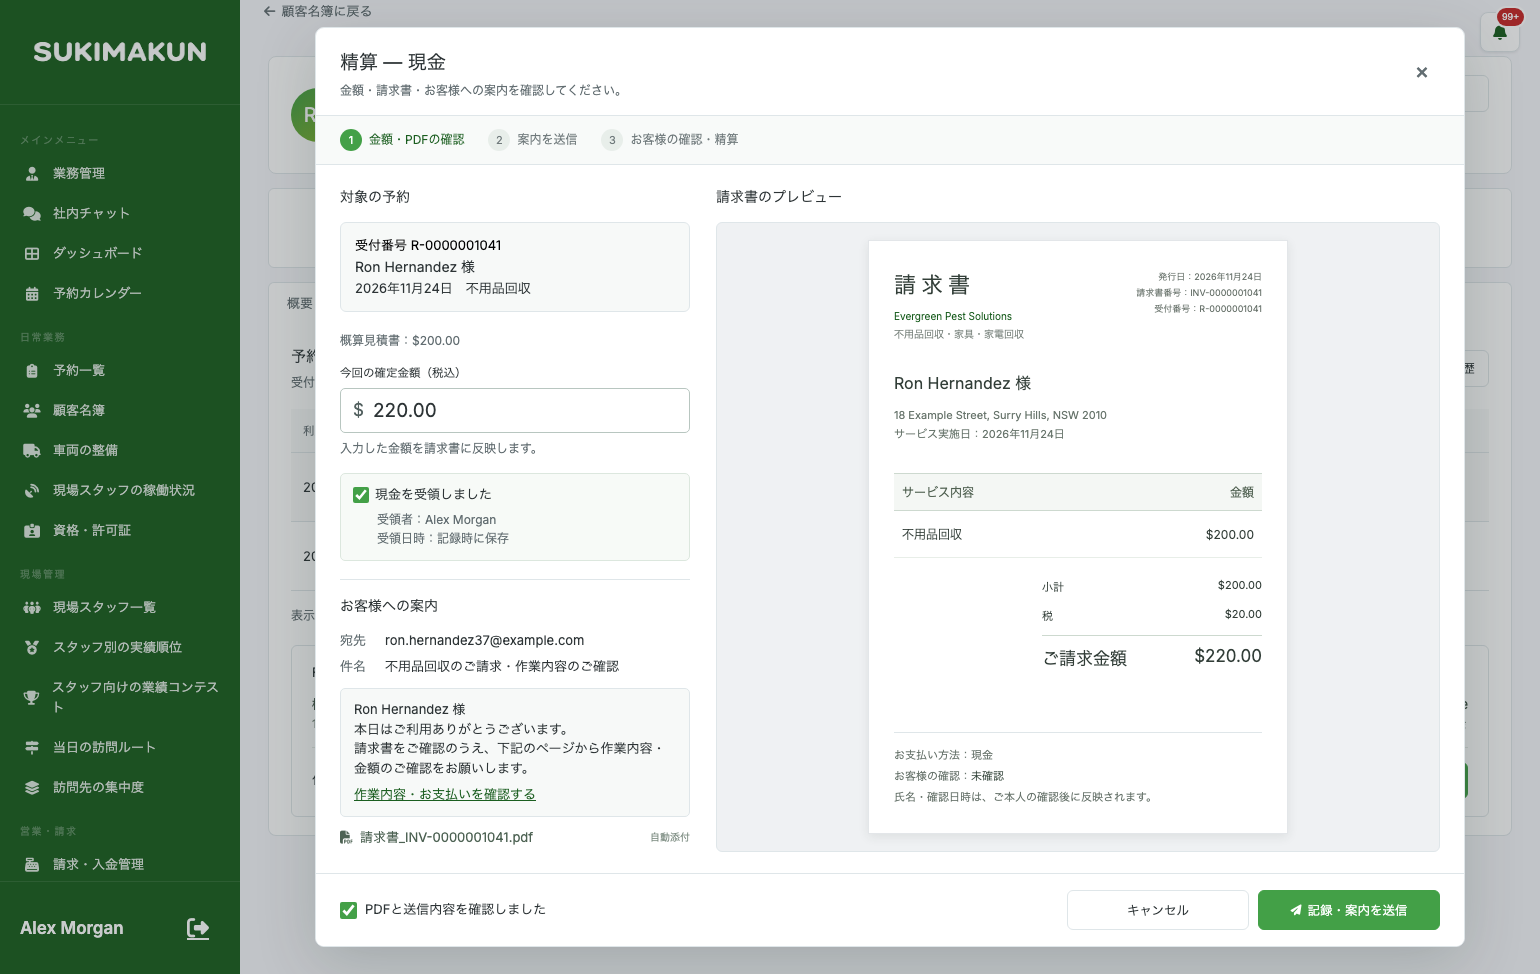 SUKIMAKUN
メインメニュー
業務管理
社内チャット
ダッシュボード
予約カレンダー
日常業務
予約一覧
顧客名簿
車両の整備
現場スタッフの稼働状況
資格・許可証
現場管理
現場スタッフ一覧
スタッフ別の実績順位
スタッフ向けの業績コンテス
ト
当日の訪問ルート
訪問先の集中度
営業・請求
請求・入金管理
Alex Morgan
← 顧客名簿に戻る
99+
概要
表示
精算 — 現金
金額・請求書・お客様への案内を確認してください。
1 金額・PDFの確認
2 案内を送信
3 お客様の確認・精算
対象の予約
受付番号 R-0000001041
Ron Hernandez 様
2026年11月24日 不用品回収
概算見積書：$200.00
今回の確定金額（税込）
$ 220.00
入力した金額を請求書に反映します。
現金を受領しました
受領者：Alex Morgan
受領日時：記録時に保存
お客様への案内
宛先 ron.hernandez37@example.com
件名 不用品回収のご請求・作業内容のご確認
Ron Hernandez 様
本日はご利用ありがとうございます。
請求書をご確認のうえ、下記のページから作業内容・
金額のご確認をお願いします。
作業内容・お支払いを確認する
請求書_INV-0000001041.pdf 自動添付
請求書のプレビュー
請求書
発行日：2026年11月24日
請求書番号：INV-0000001041
受付番号：R-0000001041
Evergreen Pest Solutions
不用品回収・家具・家電回収
Ron Hernandez 様
18 Example Street, Surry Hills, NSW 2010
サービス実施日：2026年11月24日
サービス内容 金額
不用品回収 $200.00
小計 $200.00
税 $20.00
ご請求金額 $220.00
お支払い方法：現金
お客様の確認：未確認
氏名・確認日時は、ご本人の確認後に反映されます。
PDFと送信内容を確認しました
キャンセル
記録・案内を送信